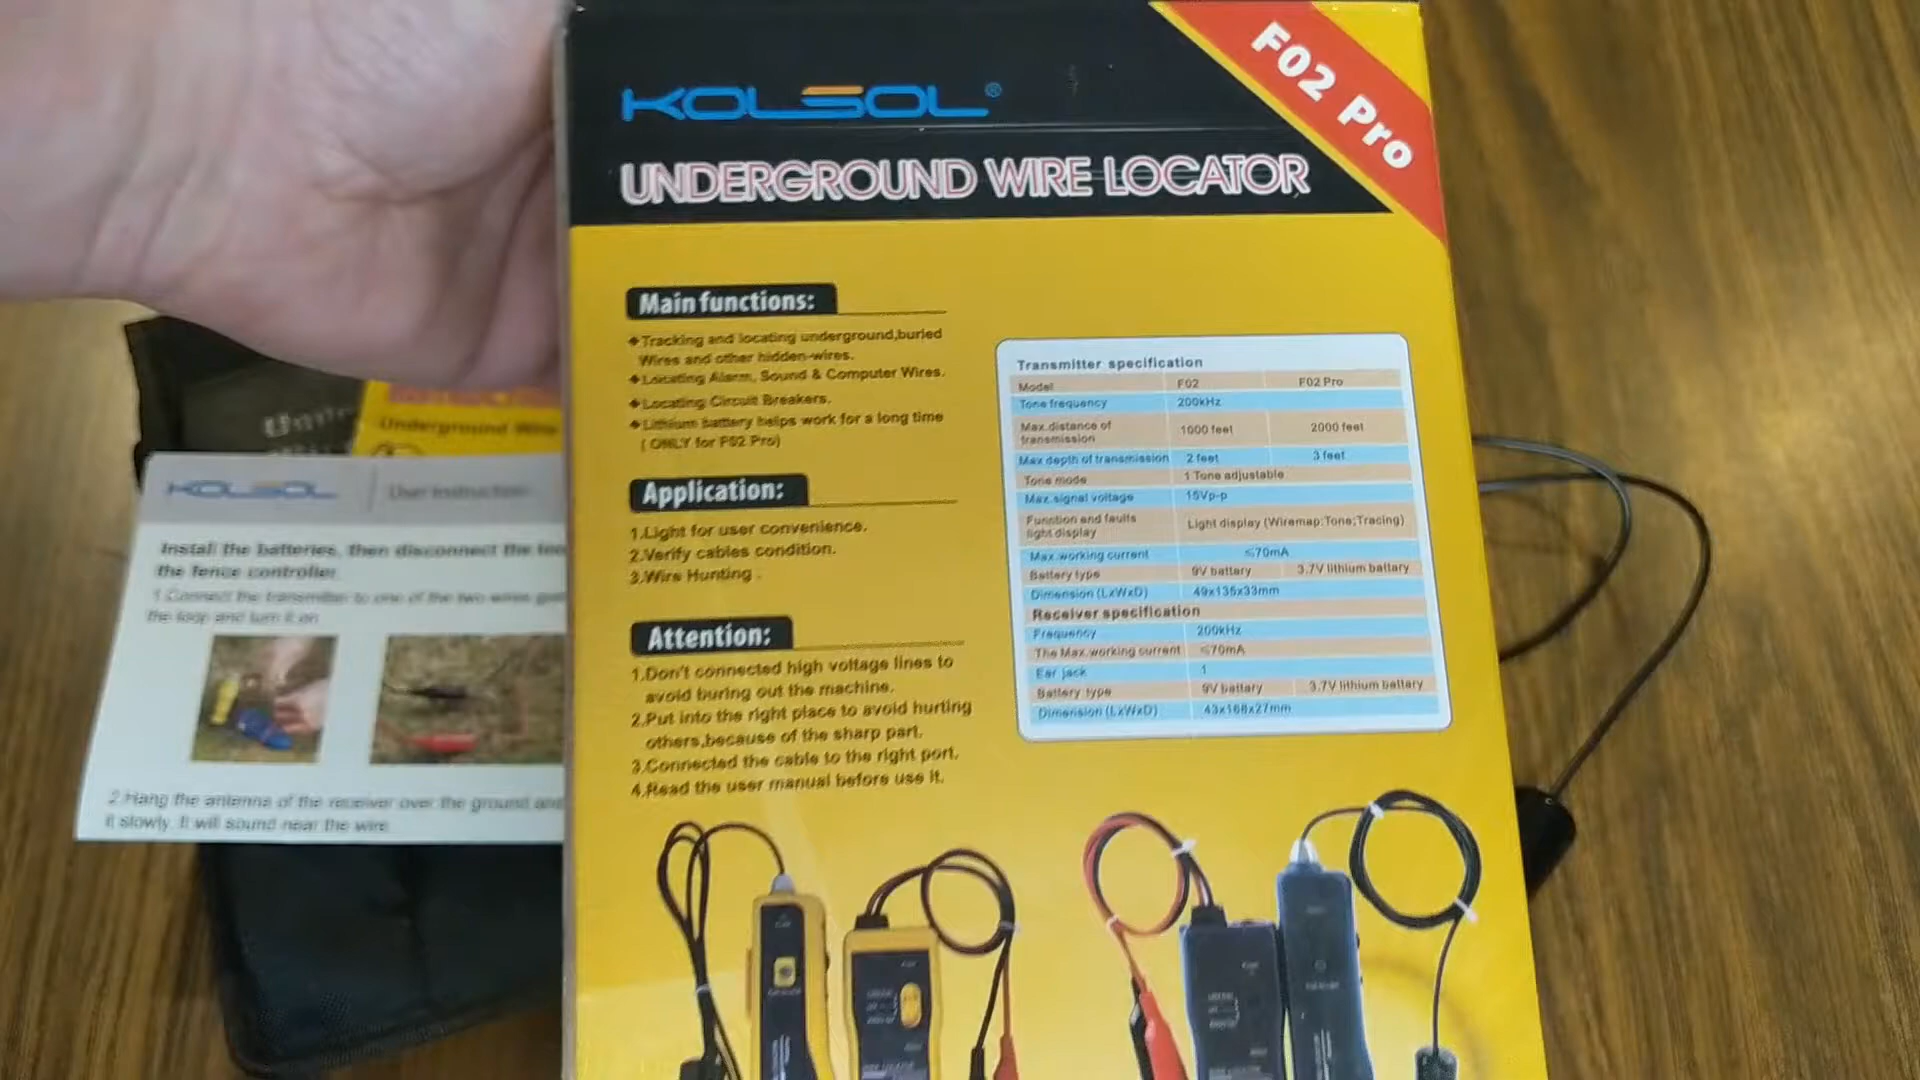 KOLSOL®
F02 Pro
UNDERGROUND WIRE LOCATOR
Main functions:
Tracking and locating underground,buried
Wires and other hidden-wires.
Locating Alarm, Sound & Computer Wires.
Locating Circuit Breakers.
Lithium battery helps work for a long time
( ONLY for F02 Pro)
Application:
1.Light for user convenience.
2.Verify cables condition.
3.Wire Hunting .
Attention:
1.Don't connected high voltage lines to
avoid buring out the machine.
2.Put into the right place to avoid hurting
others,because of the sharp part.
3.Connected the cable to the right port.
4.Read the user manual before use it.
Transmitter specification
Model F02 F02 Pro
Tone frequency 200kHz
Max.distance of
transmission 1000 feet 2000 feet
Max depth of transmission 2 feet 3 feet
Tone mode 1 Tone adjustable
Max.signal voltage 15Vp-p
Function and faults
light display Light display (Wiremap;Tone;Tracing)
Max.working current ≤70mA
Battery type 9V battery 3.7V lithium battery
Dimension (LxWxD) 49x135x33mm
Receiver specification
Frequency 200kHz
The Max.working current ≤70mA
Ear jack 1
Battery type 9V battery 3.7V lithium battery
Dimension (LxWxD) 43x168x27mm
Underground Wire
KOLSOL User Instruction
Install the batteries, then disconnect the
the fence controller
1.Connect the transmitter to one of the two wires
the loop and turn it on
2.Hang the antenna of the receiver over the ground and
it slowly. It will sound near the wire